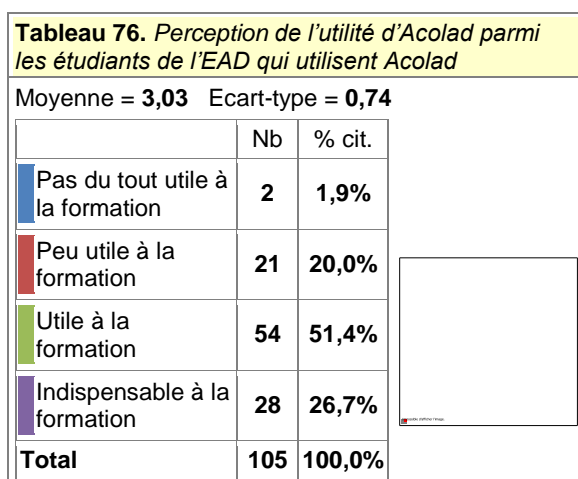 Tableau 76. Perception de l’utilité d’Acolad parmi
les étudiants de l’EAD qui utilisent Acolad
Moyenne = 3,03 Ecart-type = 0,74
Nb % cit.
Pas du tout utile à
la formation 2 1,9%
Peu utile à la
formation 21 20,0%
Utile à la
formation 54 51,4%
Indispensable à la
formation 28 26,7%
Total 105 100,0%